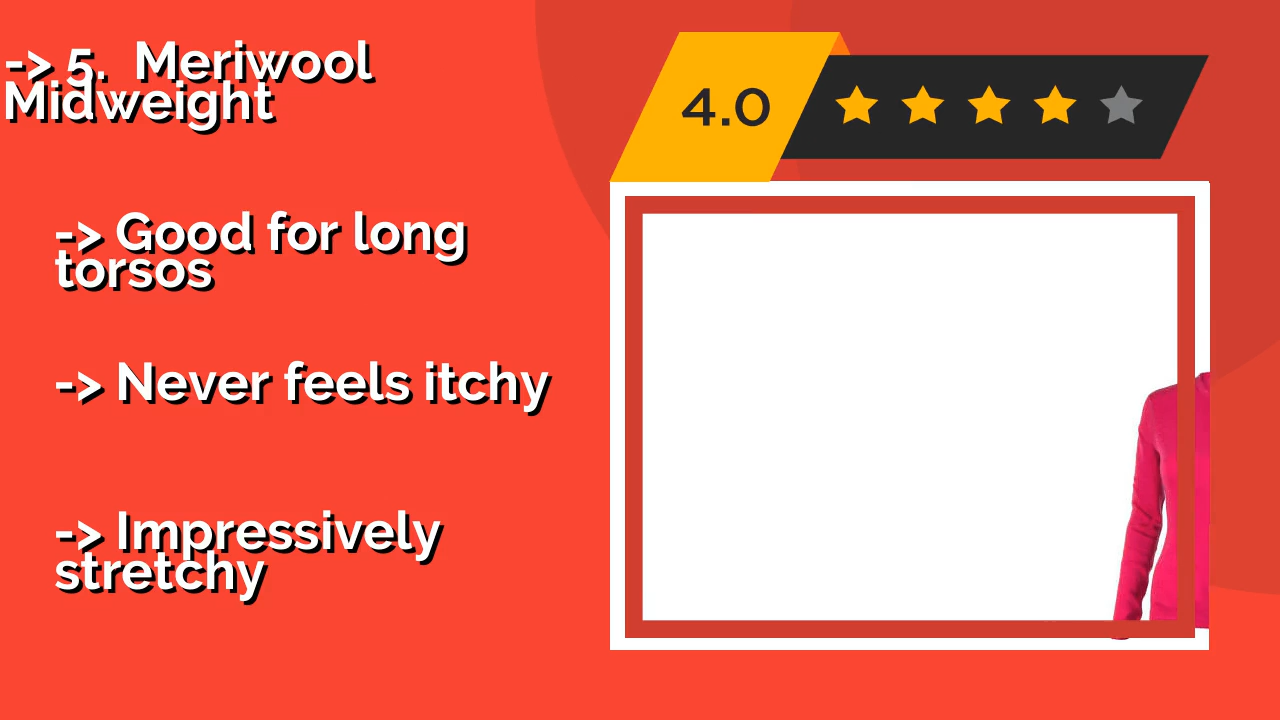 -> 5. Meriwool
Midweight
4.0
-> Good for long
torsos
-> Never feels itchy
-> Impressively
stretchy